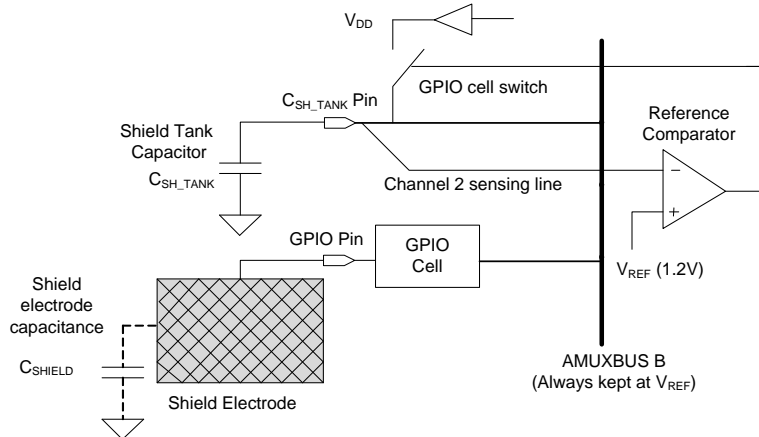 VDD
GPIO cell switch
CSH_TANK Pin
Reference
Comparator
Shield Tank
Capacitor
CSH_TANK
Channel 2 sensing line
−
+
GPIO Pin
GPIO
Cell
VREF (1.2V)
Shield
electrode
capacitance
CSHIELD
AMUXBUS B
(Always kept at VREF)
Shield Electrode